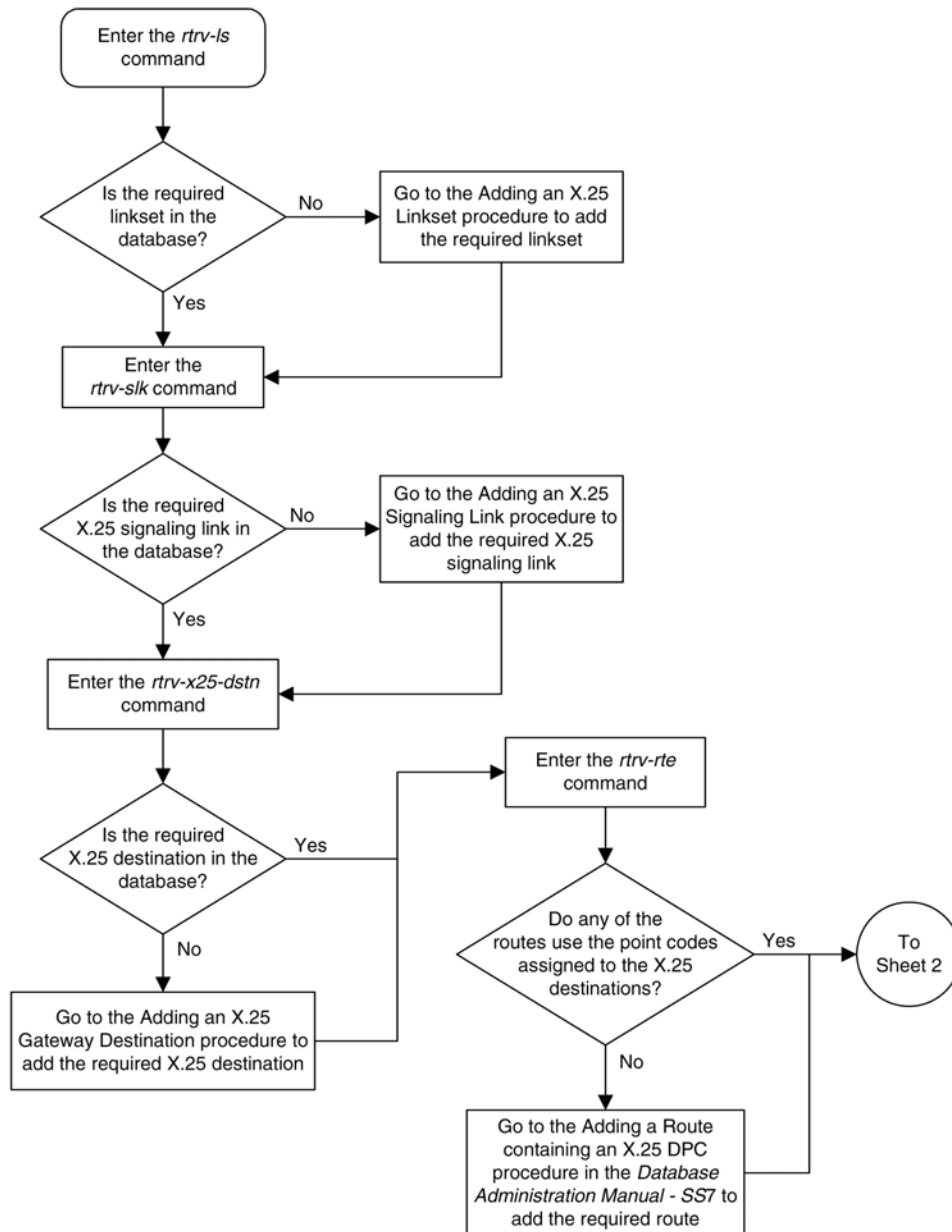 Enter the rtrv-ls
command
Is the required
linkset in the
database?
No
Go to the Adding an X.25
Linkset procedure to add
the required linkset
Yes
Enter the
rtrv-slk command
Is the required
X.25 signaling link in
the database?
No
Go to the Adding an X.25
Signaling Link procedure to
add the required X.25
signaling link
Yes
Enter the rtrv-x25-dstn
command
Is the required
X.25 destination in the
database?
Yes
No
Go to the Adding an X.25
Gateway Destination procedure to
add the required X.25 destination
Enter the rtrv-rte
command
Do any of the
routes use the point codes
assigned to the X.25
destinations?
Yes
To
Sheet 2
No
Go to the Adding a Route
containing an X.25 DPC
procedure in the Database
Administration Manual - SS7 to
add the required route